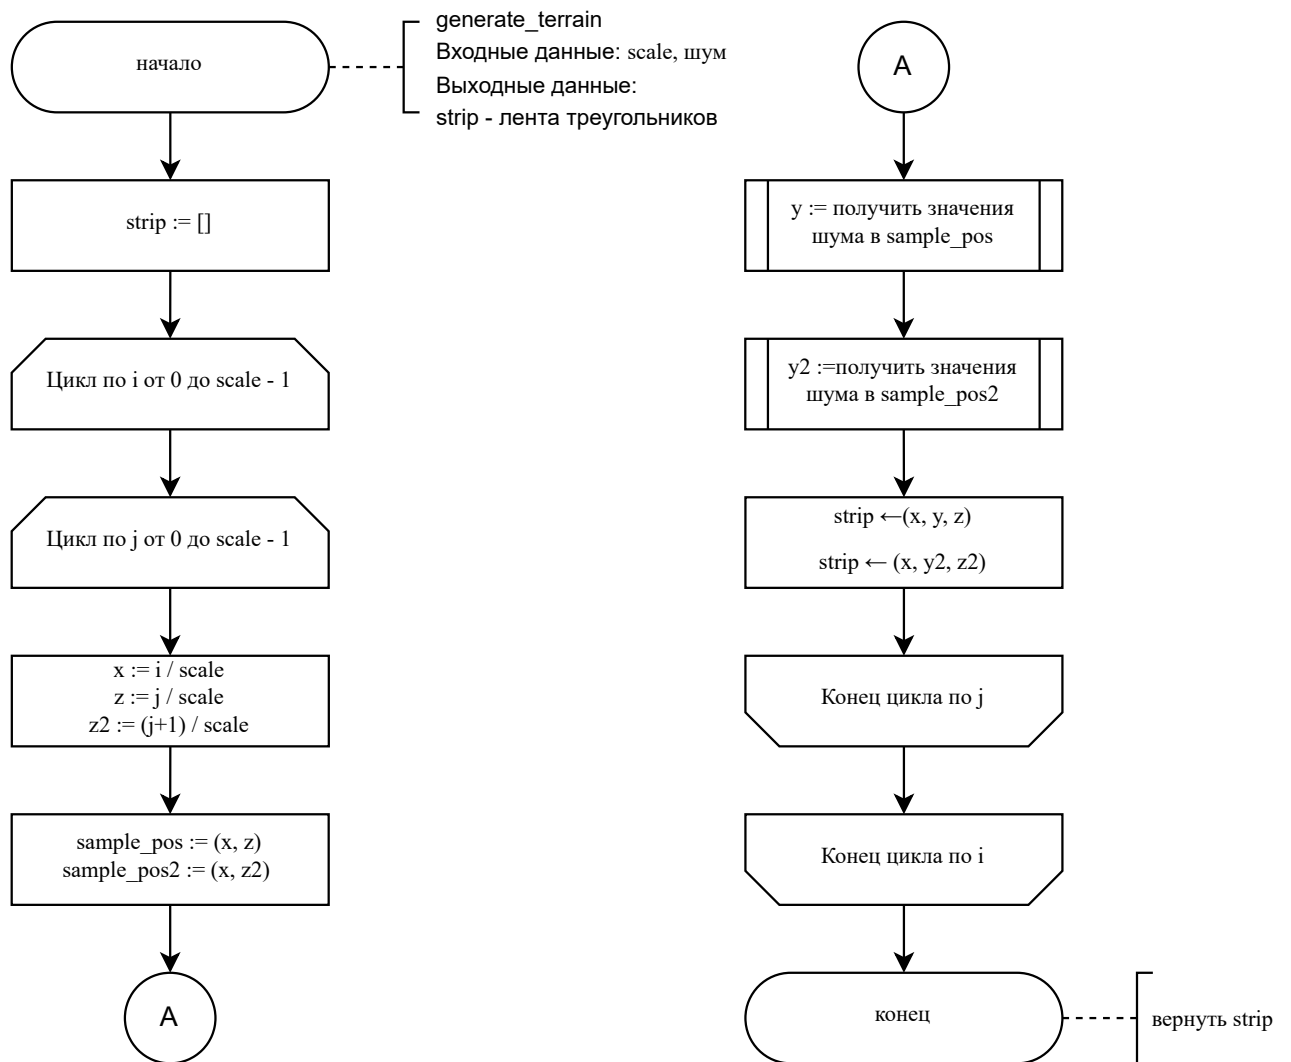 начало
generate_terrain
Входные данные: scale, шум
Выходные данные:
strip - лента треугольников
strip := []
Цикл по i от 0 до scale - 1
Цикл по j от 0 до scale - 1
x := i / scale
z := j / scale
z2 := (j+1) / scale
sample_pos := (x, z)
sample_pos2 := (x, z2)
A
A
y := получить значения
шума в sample_pos
y2 :=получить значения
шума в sample_pos2
strip ←(x, y, z)
strip ← (x, y2, z2)
Конец цикла по j
Конец цикла по i
конец
вернуть strip